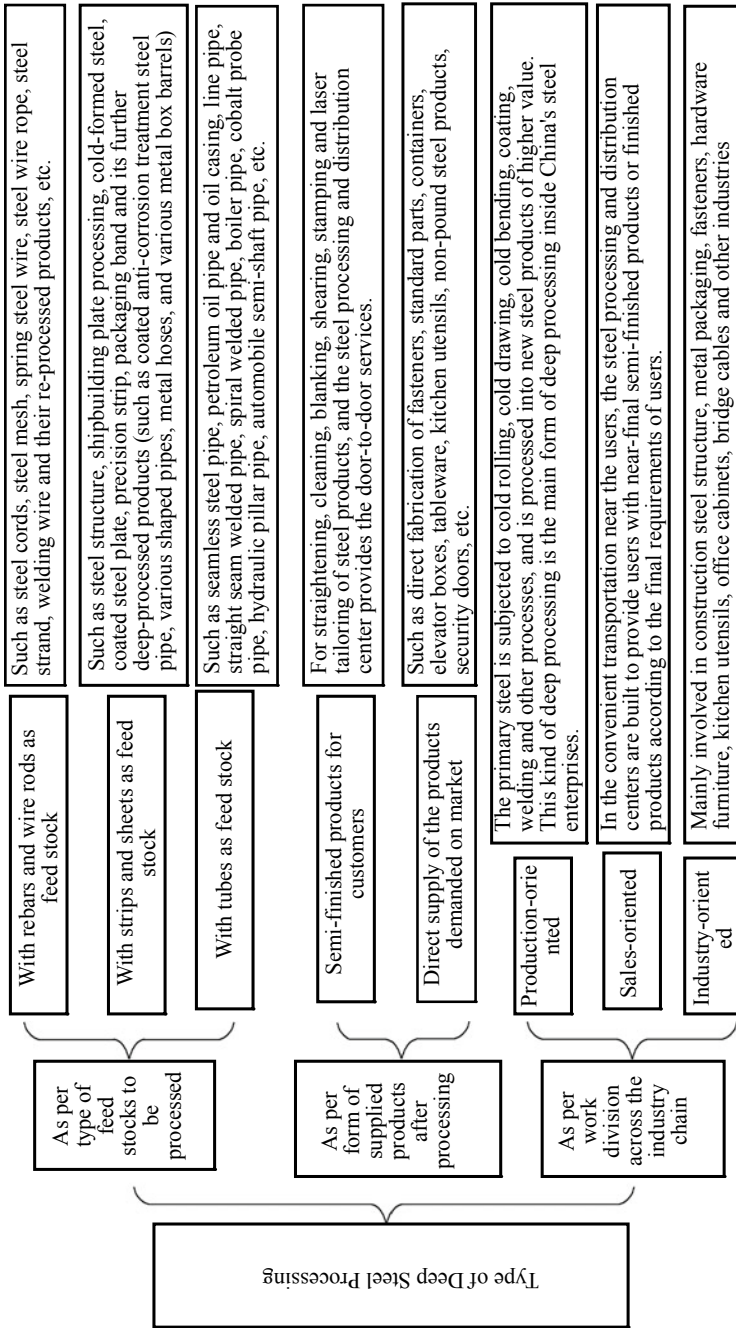 Type of Deep Steel Processing
As per
type of
feed
stocks to
be
processed
With rebars and wire rods as
feed stock
Such as steel cords, steel mesh, spring steel wire, steel wire rope, steel
strand, welding wire and their re-processed products, etc.
With strips and sheets as feed
stock
Such as steel structure, shipbuilding plate processing, cold-formed steel,
coated steel plate, precision strip, packaging band and its further
deep-processed products (such as coated anti-corrosion treatment steel
pipe, various shaped pipes, metal hoses, and various metal box barrels)
With tubes as feed stock
Such as seamless steel pipe, petroleum oil pipe and oil casing, line pipe,
straight seam welded pipe, spiral welded pipe, boiler pipe, cobalt probe
pipe, hydraulic pillar pipe, automobile semi-shaft pipe, etc.
As per
form of
supplied
products
after
processing
Semi-finished products for
customers
For straightening, cleaning, blanking, shearing, stamping and laser
tailoring of steel products, and the steel processing and distribution
center provides the door-to-door services.
Direct supply of the products
demanded on market
Such as direct fabrication of fasteners, standard parts, containers,
elevator boxes, tableware, kitchen utensils, non-pound steel products,
security doors, etc.
As per
work
division
across the
industry
chain
Production-orie
nted
The primary steel is subjected to cold rolling, cold drawing, cold bending, coating,
welding and other processes, and is processed into new steel products of higher value.
This kind of deep processing is the main form of deep processing inside China's steel
enterprises.
Sales-oriented
In the convenient transportation near the users, the steel processing and distribution
centers are built to provide users with near-final semi-finished products or finished
products according to the final requirements of users.
Industry-orient
ed
Mainly involved in construction steel structure, metal packaging, fasteners, hardware
furniture, kitchen utensils, office cabinets, bridge cables and other industries